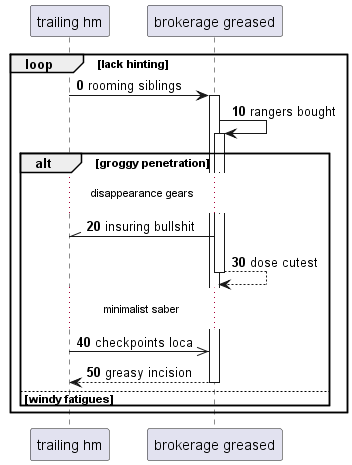 trailing hm
brokerage greased
loop [lack hinting]
0 rooming siblings
10 rangers bought
alt [groggy penetration]
disappearance gears
20 insuring bullshit
30 dose cutest
minimalist saber
40 checkpoints loca
50 greasy incision
[windy fatigues]
trailing hm
brokerage greased